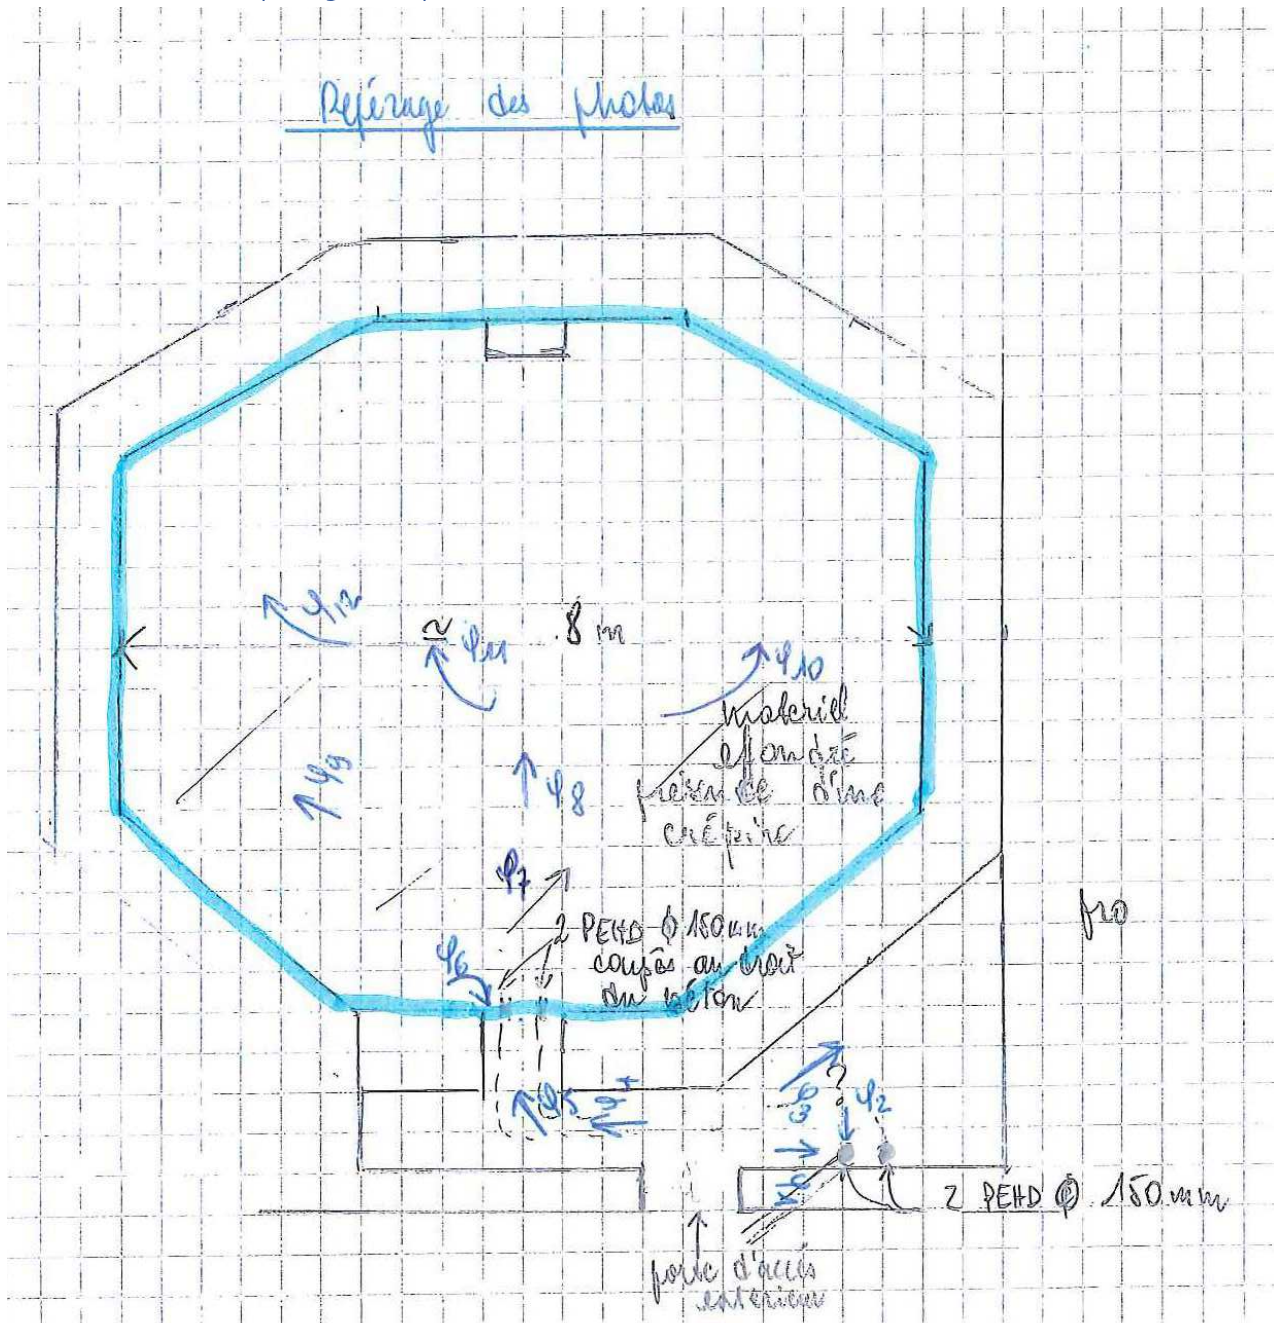 Repérage des photos
φ12
≈ 8 m
φ11
φ10
matériel
effondré
présence d'une
crépine
φ9
φ8
φ7
2 PEHD φ 150 mm
coupés au droit
du béton
φ6
φ5
φ4
φ3
?
φ2
φ1
2 PEHD φ 150 mm
porte d'accès
extérieur